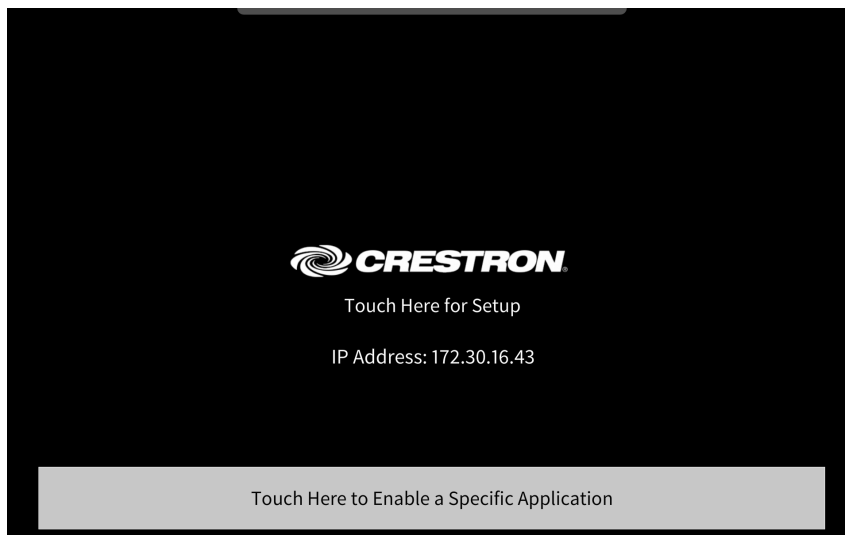 CRESTRON®
Touch Here for Setup
IP Address: 172.30.16.43
Touch Here to Enable a Specific Application